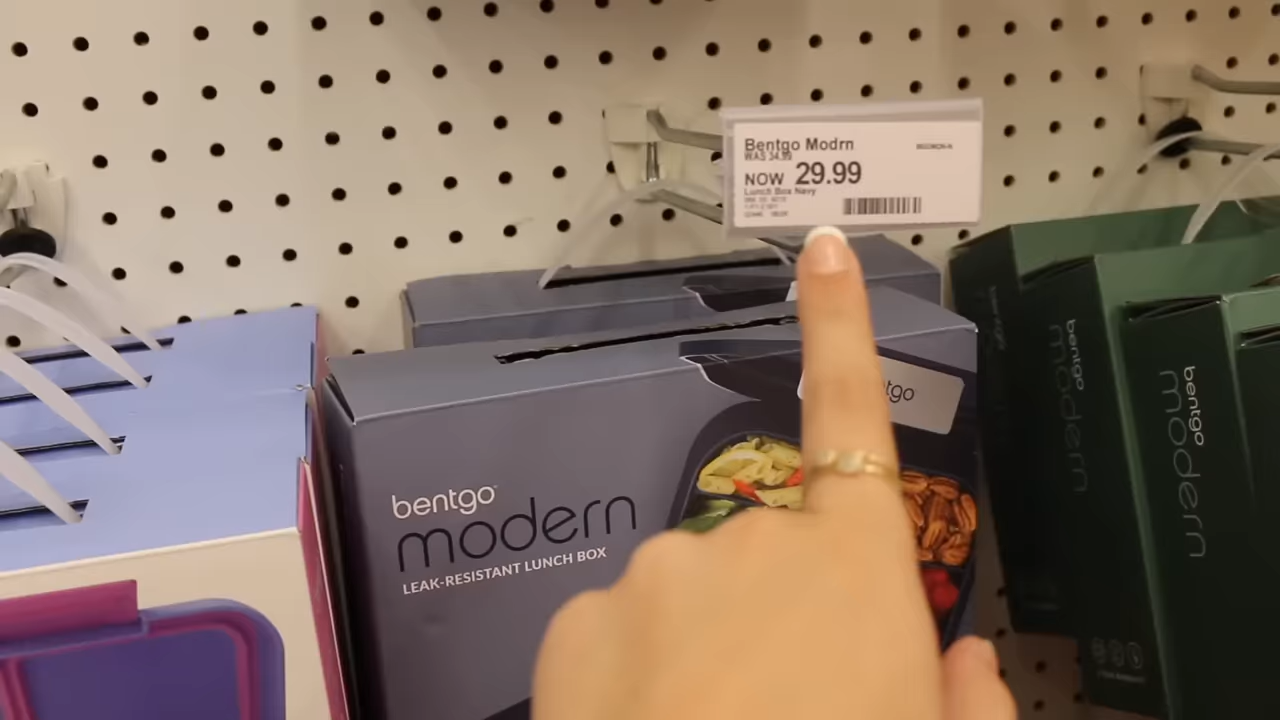 Bentgo Modrn
WAS 34.99
NOW 29.99
Lunch Box Navy
bentgo
modern
LEAK-RESISTANT LUNCH BOX
bentgo
modern
bentgo
modern